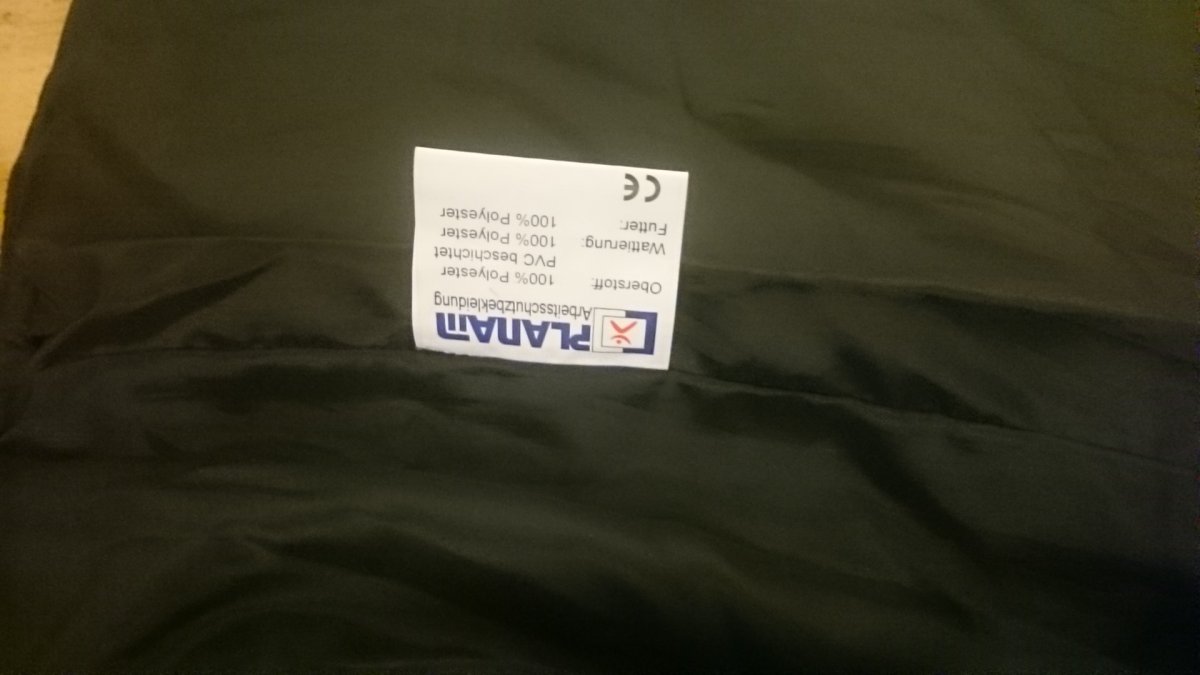 PLANAM
Arbeitsschutzbekleidung
Oberstoff: 100% Polyester
PVC beschichtet
Wattierung: 100% Polyester
Futter: 100% Polyester
CE